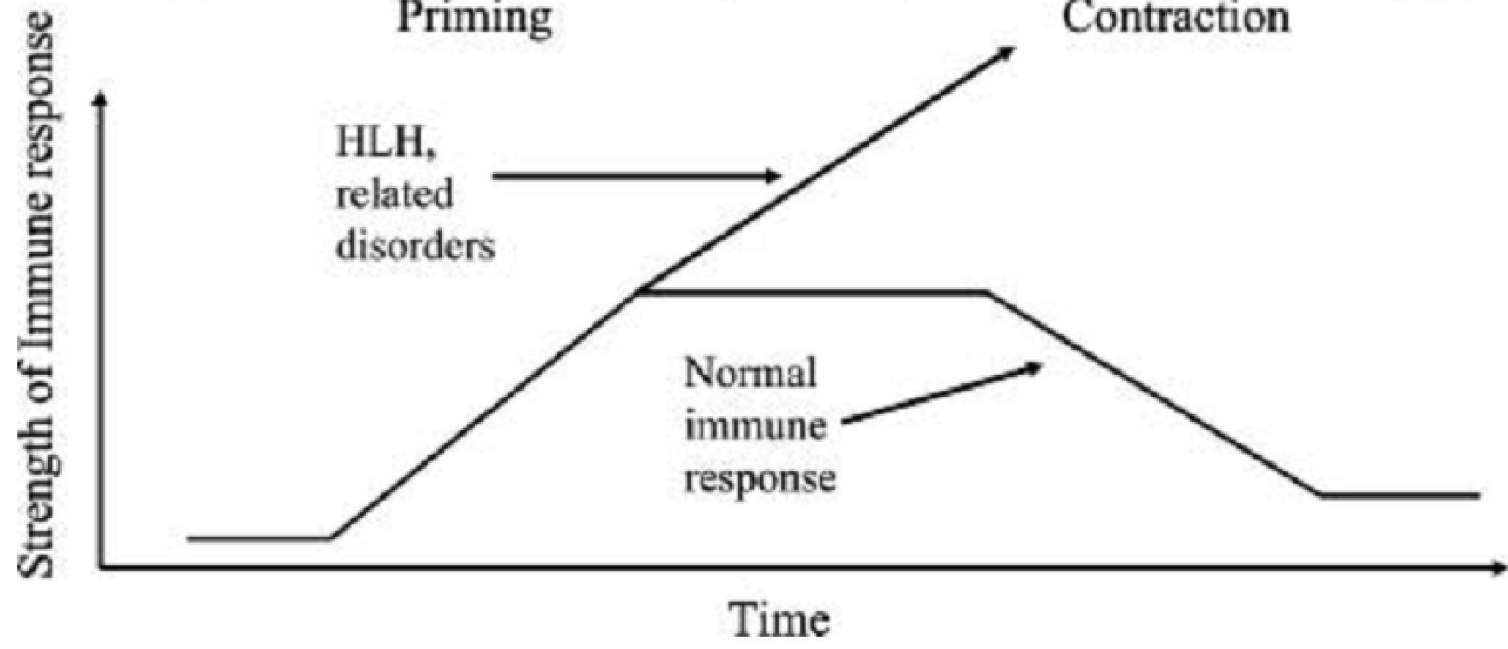 Priming
Contraction
Strength of Immune response
HLH,
related
disorders
Normal
immune
response
Time